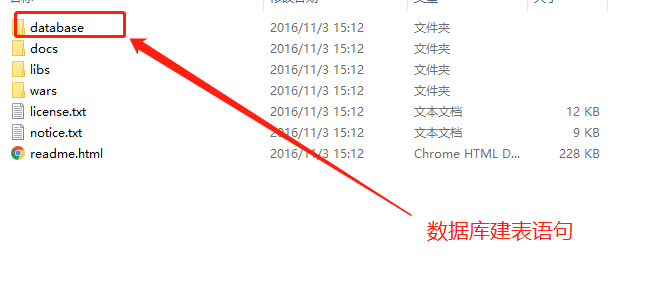 database 2016/11/3 15:12 文件夹
docs 2016/11/3 15:12 文件夹
libs 2016/11/3 15:12 文件夹
wars 2016/11/3 15:12 文件夹
license.txt 2016/11/3 15:12 文本文档 12 KB
notice.txt 2016/11/3 15:12 文本文档 9 KB
readme.html 2016/11/3 15:12 Chrome HTML D... 228 KB
数据库建表语句